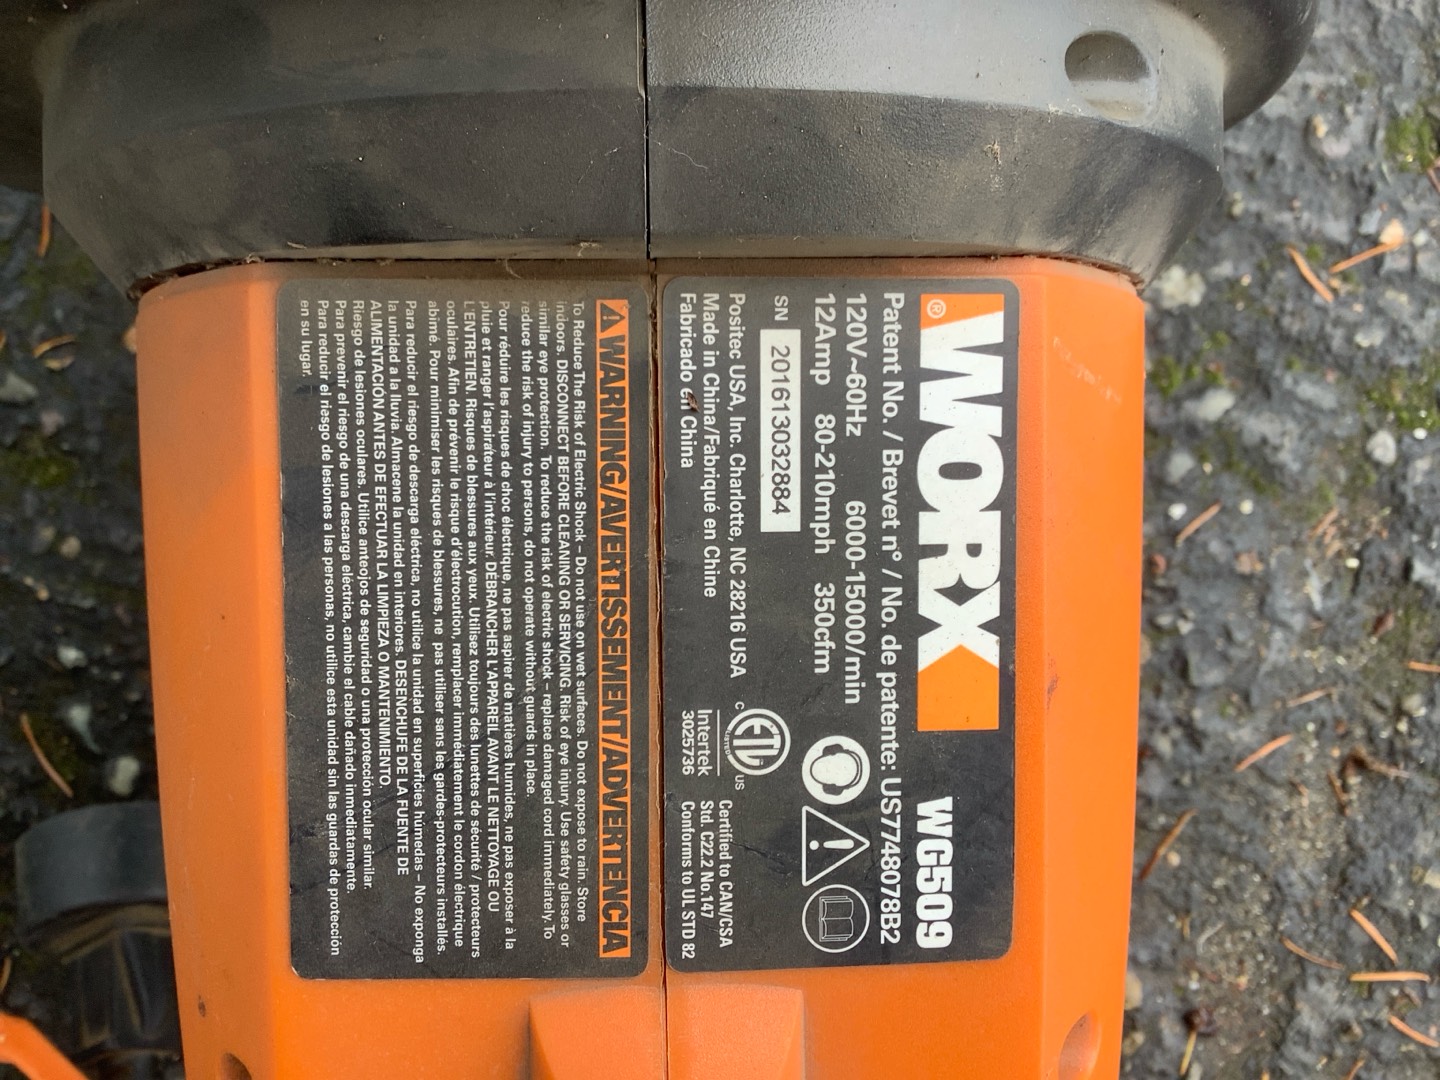 WORX
®
WG509
Patent No. / Brevet n° / No. de patente: US7748078B2
120V~60Hz 6000-15000/min
12Amp 80-210mph 350cfm
SN 20161303288​4
Positec USA, Inc. Charlotte, NC 28216 USA
Made in China/Fabriqué en Chine
Fabricado en China
C ETL LISTED US
Intertek
3025736
Certified to CAN/CSA
Std. C22.2 No.147
Conforms to UL STD 82
WARNING/AVERTISSEMENT/ADVERTENCIA
To Reduce The Risk of Electric Shock – Do not use on wet surfaces. Do not expose to rain. Store
indoors. DISCONNECT BEFORE CLEANING OR SERVICING. Risk of eye injury. Use safety glasses or
similar eye protection. To reduce the risk of electric shock – replace damaged cord immediately. To
reduce the risk of injury to persons, do not operate without guards in place.
Pour réduire les risques de choc électrique, ne pas aspirer de matières humides, ne pas exposer à la
pluie et ranger l'aspirateur à l'intérieur. DÉBRANCHER L'APPAREIL AVANT LE NETTOYAGE OU
L'ENTRETIEN. Risques de blessures aux yeux. Utilisez toujours des lunettes de sécurité / protecteurs
oculaires. Afin de prévenir le risque d'électrocution, remplacer immédiatement le cordon électrique
abimé. Pour minimiser les risques de blessures, ne pas utiliser sans les gardes-protecteurs installés.
Para reducir el riesgo de descarga eléctrica, no utilice la unidad en superficies húmedas – No exponga
la unidad a la lluvia. Almacene la unidad en interiores. DESENCHUFE DE LA FUENTE DE
ALIMENTACIÓN ANTES DE EFECTUAR LA LIMPIEZA O MANTENIMIENTO.
Riesgo de lesiones oculares. Utilice anteojos de seguridad o una protección ocular similar.
Para prevenir el riesgo de una descarga eléctrica, cambie el cable dañado inmediatamente.
Para reducir el riesgo de lesiones a las personas, no utilice esta unidad sin las guardas de protección
en su lugar.